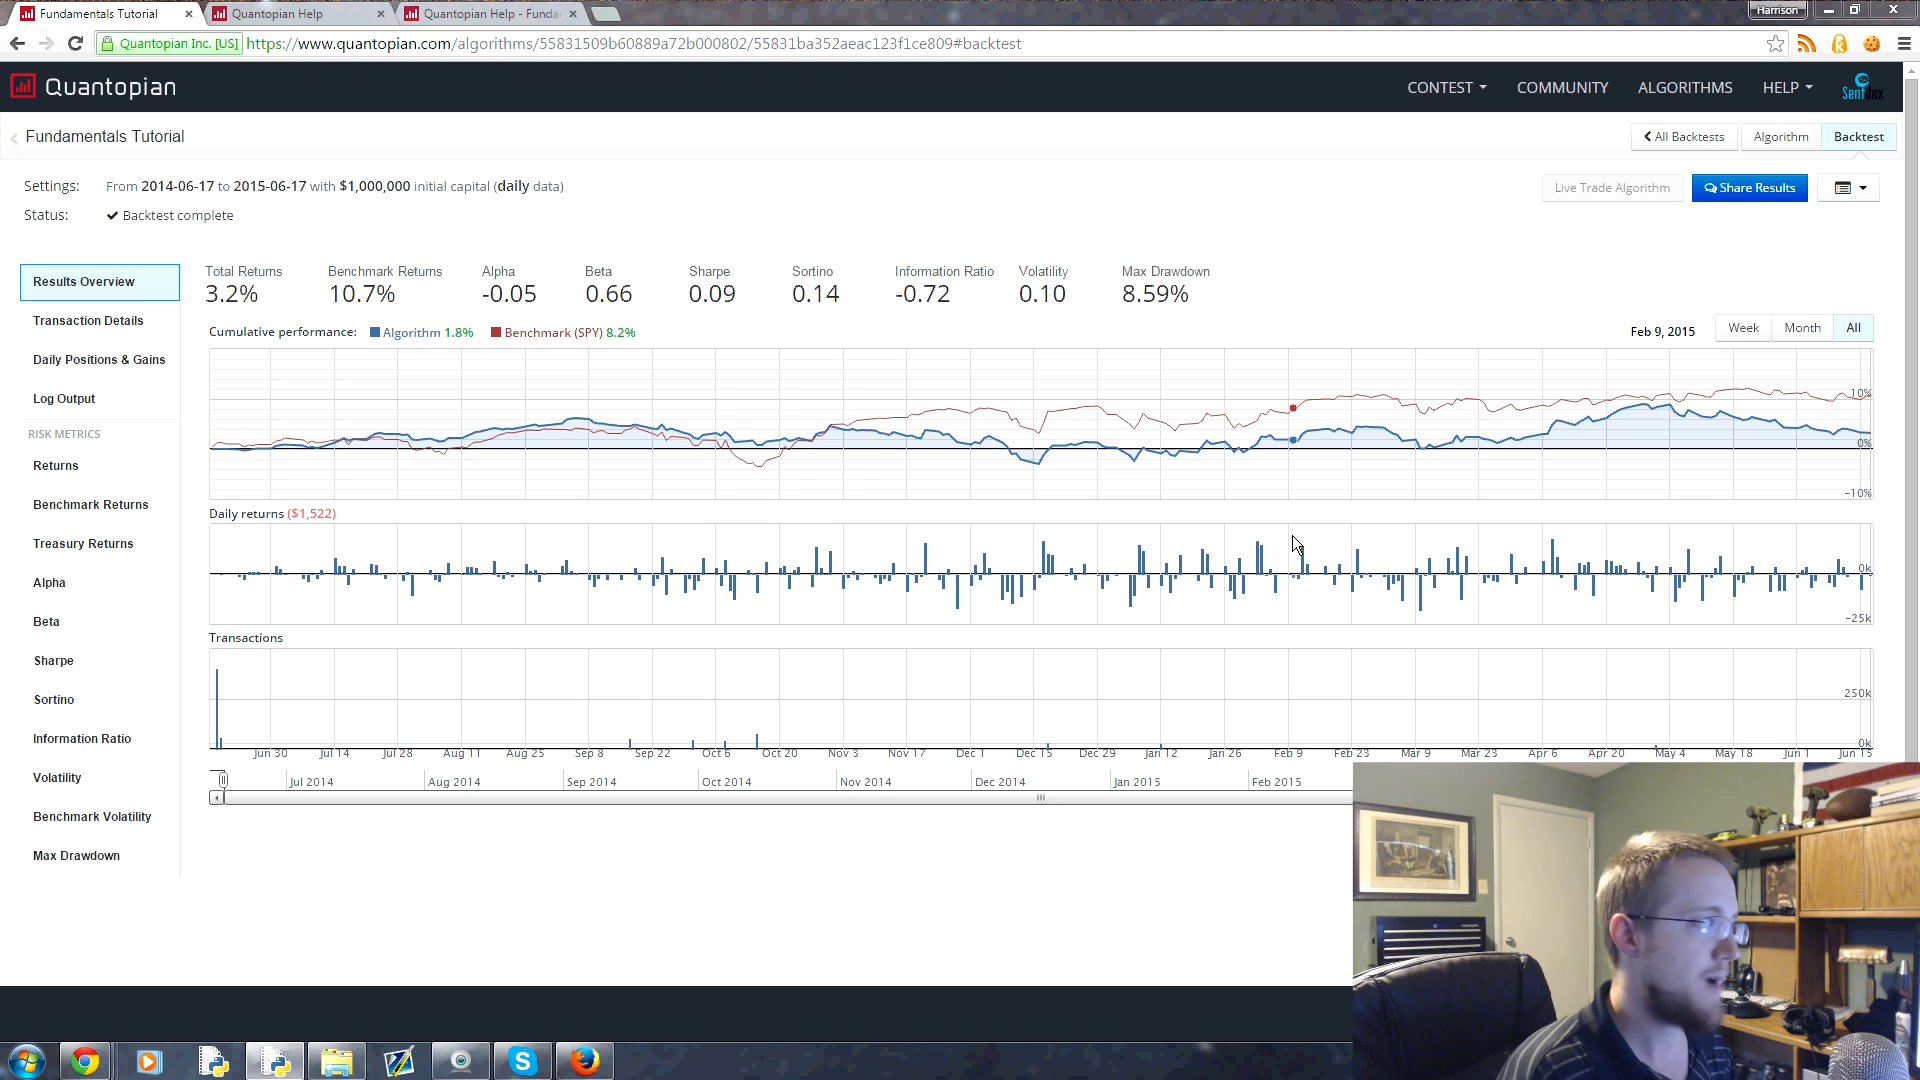 Fundamentals Tutorial
Quantopian Help
Quantopian Help - Funda
Harrison
Quantopian Inc. [US] https://www.quantopian.com/algorithms/55831509b60889a72b000802/55831ba352aeac123f1ce809#backtest
Quantopian
CONTEST
COMMUNITY
ALGORITHMS
HELP
Sentdex
Fundamentals Tutorial
All Backtests
Algorithm
Backtest
Settings: From 2014-06-17 to 2015-06-17 with $1,000,000 initial capital (daily data)
Live Trade Algorithm
Share Results
Status: Backtest complete
Results Overview
Transaction Details
Daily Positions & Gains
Log Output
RISK METRICS
Returns
Benchmark Returns
Treasury Returns
Alpha
Beta
Sharpe
Sortino
Information Ratio
Volatility
Benchmark Volatility
Max Drawdown
Total Returns Benchmark Returns Alpha Beta Sharpe Sortino Information Ratio Volatility Max Drawdown
3.2% 10.7% -0.05 0.66 0.09 0.14 -0.72 0.10 8.59%
Cumulative performance: Algorithm 1.8% Benchmark (SPY) 8.2%
Feb 9, 2015
Week Month All
10%
0%
-10%
Daily returns ($1,522)
0k
-25k
Transactions
250k
0k
Jun 30 Jul 14 Jul 28 Aug 11 Aug 25 Sep 8 Sep 22 Oct 6 Oct 20 Nov 3 Nov 17 Dec 1 Dec 15 Dec 29 Jan 12 Jan 26 Feb 9 Feb 23 Mar 9 Mar 23 Apr 6 Apr 20 May 4 May 18 Jun 1 Jun 15
Jul 2014 Aug 2014 Sep 2014 Oct 2014 Nov 2014 Dec 2014 Jan 2015 Feb 2015